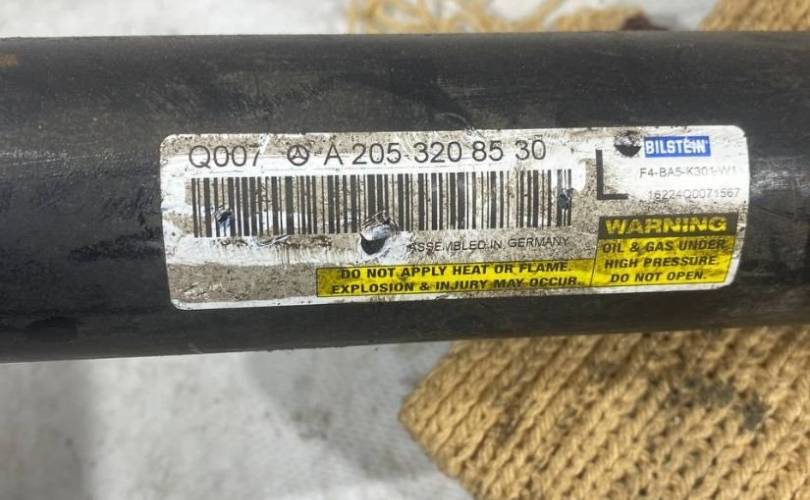 Q007 A 205 320 85 30
L
BILSTEIN
F4-BA5-K301-W1
16224Q0071567
ASSEMBLED IN GERMANY
WARNING
OIL & GAS UNDER
HIGH PRESSURE.
DO NOT OPEN.
DO NOT APPLY HEAT OR FLAME.
EXPLOSION & INJURY MAY OCCUR.